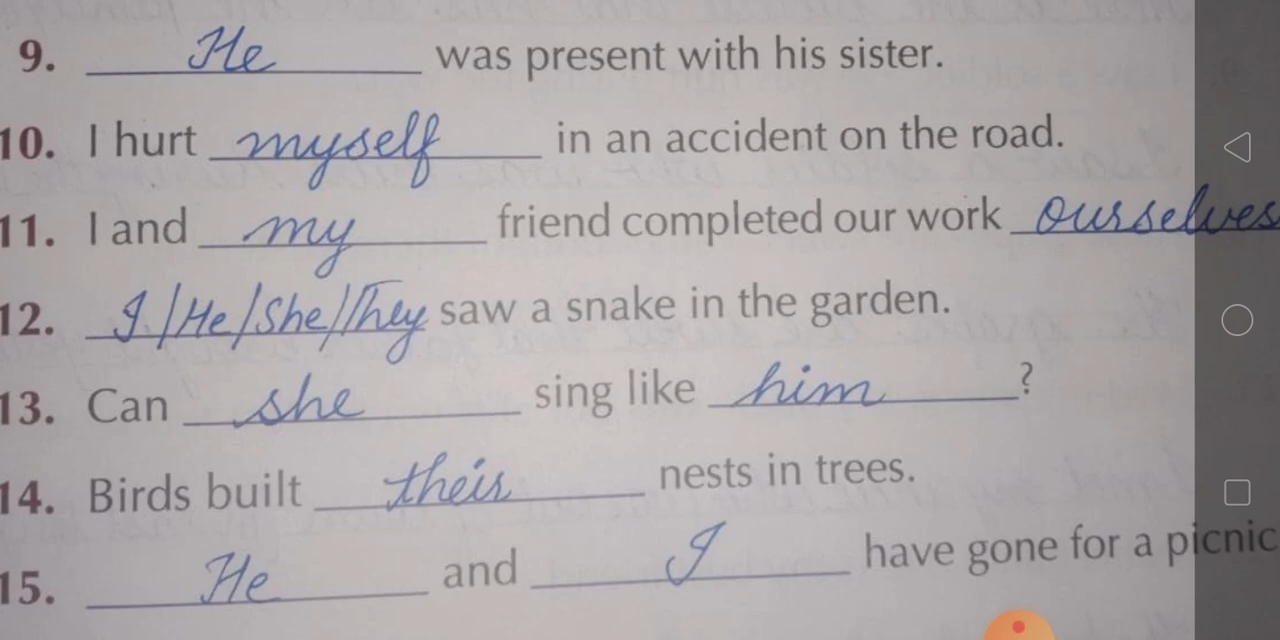 9. He was present with his sister.
10. I hurt myself in an accident on the road.
11. I and my friend completed our work ourselves
12. I/He/She/They saw a snake in the garden.
13. Can she sing like him?
14. Birds built their nests in trees.
15. He and I have gone for a picnic